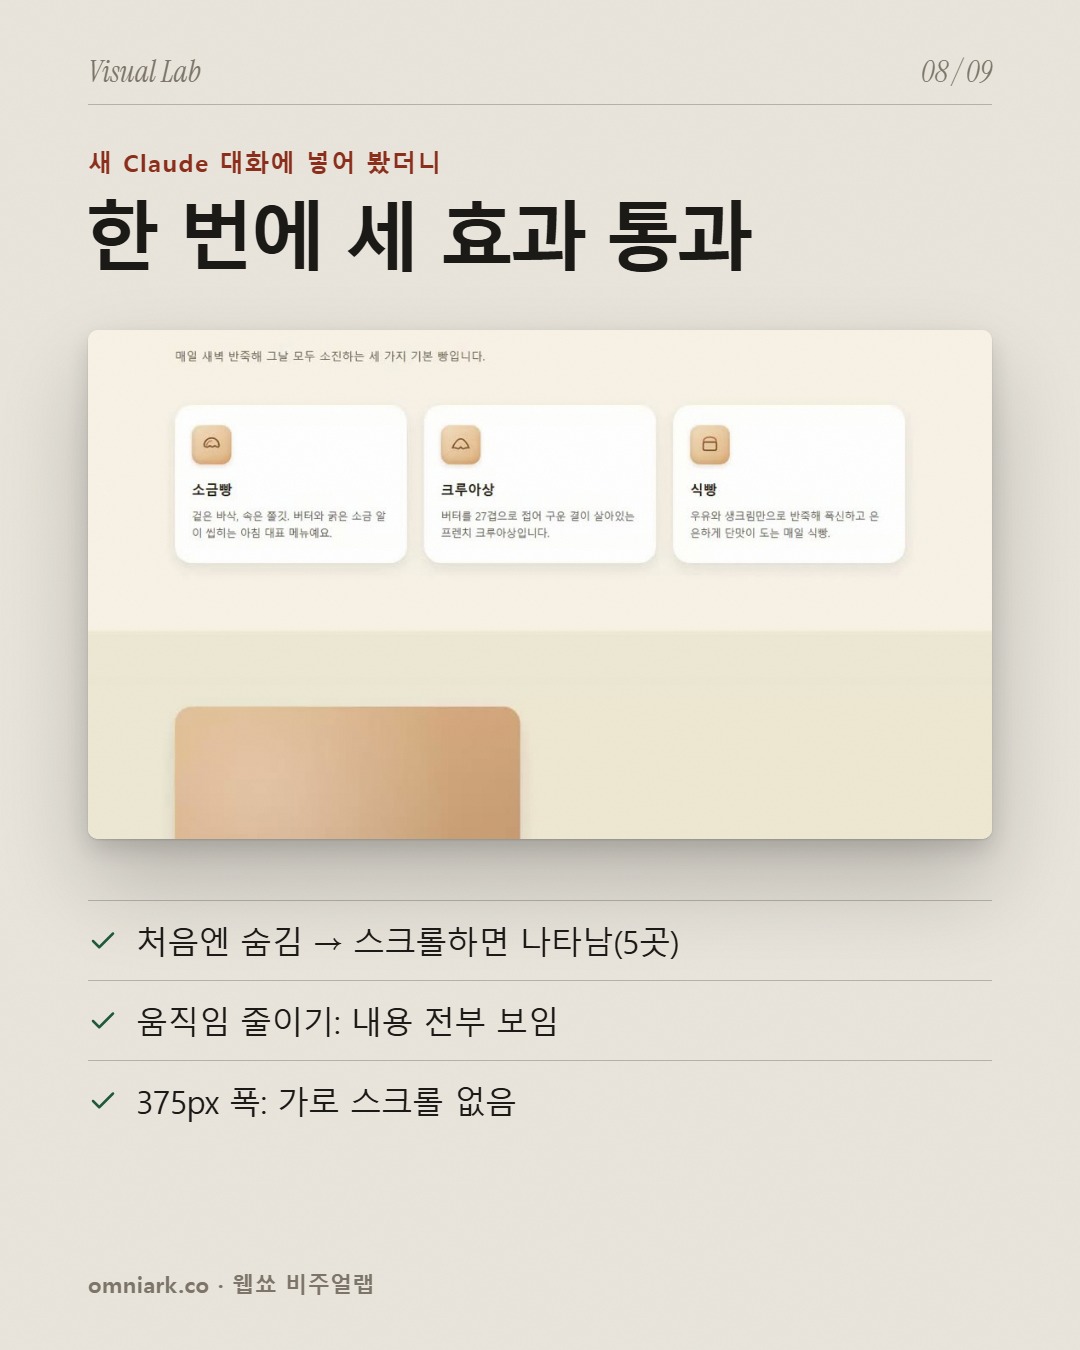 Visual Lab
08 / 09
새 Claude 대화에 넣어 봤더니
한 번에 세 효과 통과
매일 새벽 반죽해 그날 모두 소진하는 세 가지 기본 빵입니다.
소금빵
겉은 바삭, 속은 쫄깃. 버터와 굵은 소금 알
이 씹히는 아침 대표 메뉴예요.
크루아상
버터를 27겹으로 접어 구운 결이 살아있는
프렌치 크루아상입니다.
식빵
우유와 생크림만으로 반죽해 폭신하고 은
은하게 단맛이 도는 매일 식빵.
처음엔 숨김 → 스크롤하면 나타남(5곳)
움직임 줄이기: 내용 전부 보임
375px 폭: 가로 스크롤 없음
omniark.co · 웹쑈 비주얼랩